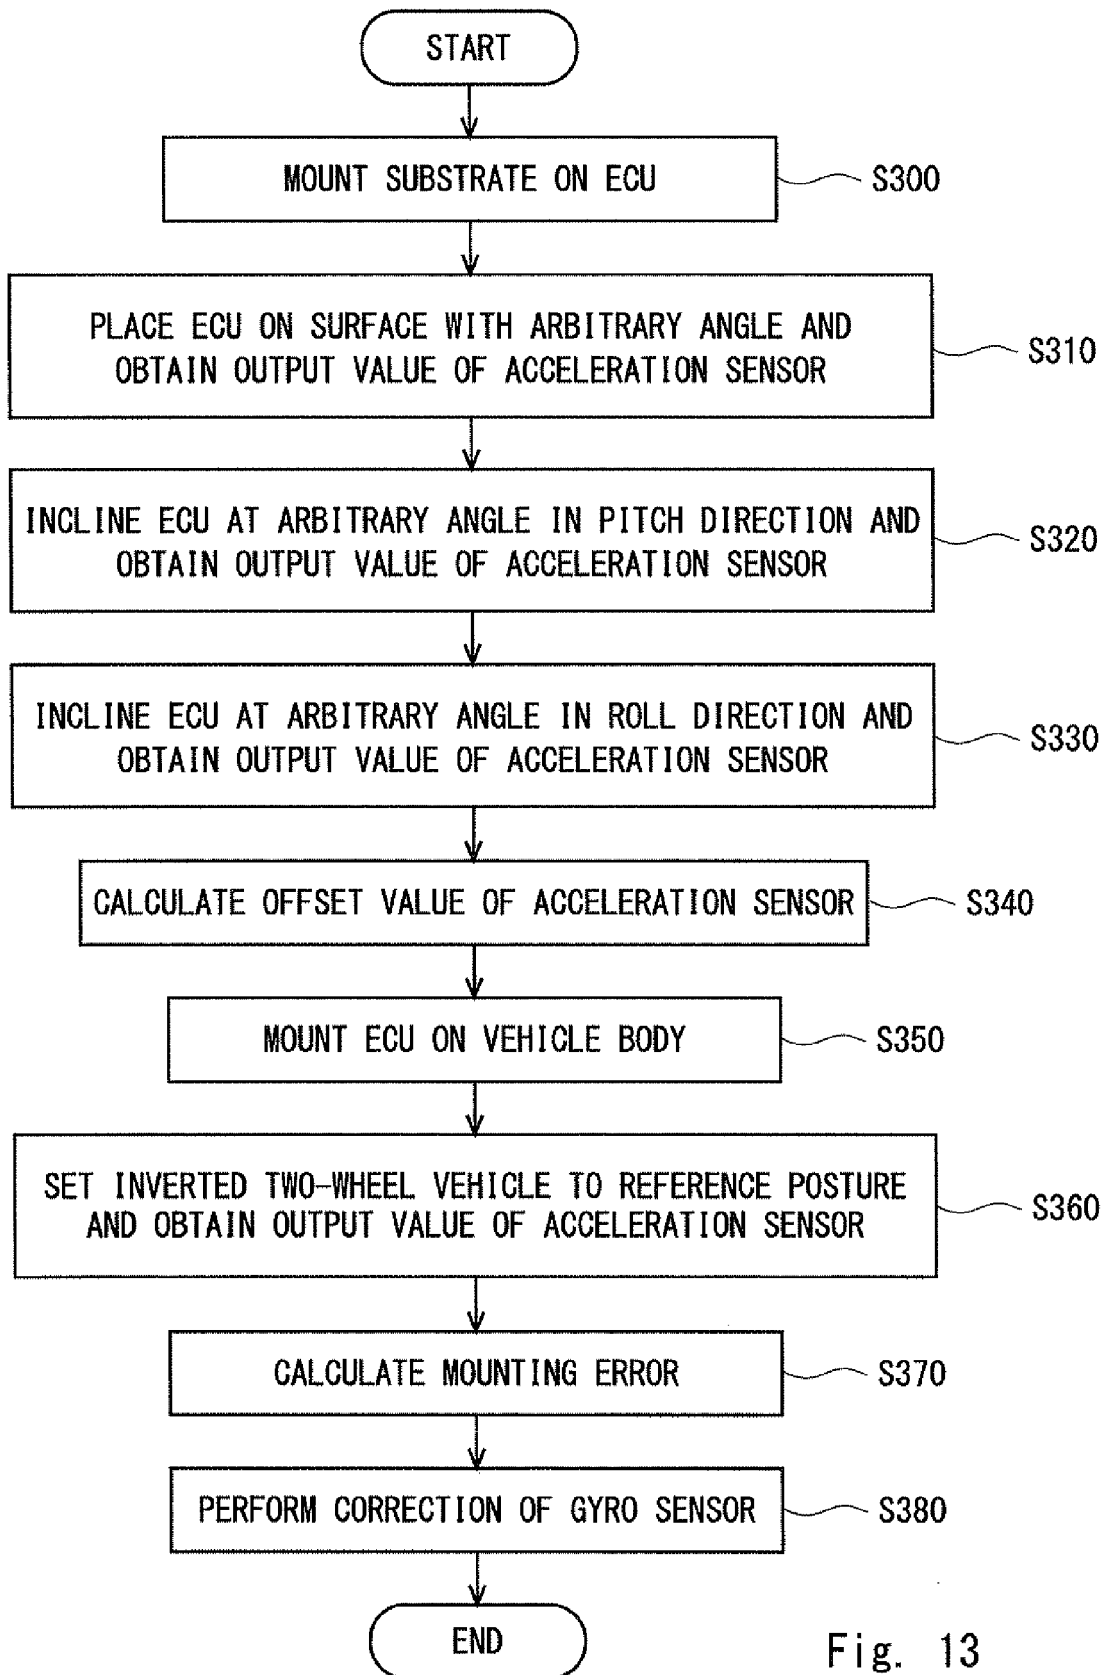 START
MOUNT SUBSTRATE ON ECU
S300
PLACE ECU ON SURFACE WITH ARBITRARY ANGLE AND
OBTAIN OUTPUT VALUE OF ACCELERATION SENSOR
S310
INCLINE ECU AT ARBITRARY ANGLE IN PITCH DIRECTION AND
OBTAIN OUTPUT VALUE OF ACCELERATION SENSOR
S320
INCLINE ECU AT ARBITRARY ANGLE IN ROLL DIRECTION AND
OBTAIN OUTPUT VALUE OF ACCELERATION SENSOR
S330
CALCULATE OFFSET VALUE OF ACCELERATION SENSOR
S340
MOUNT ECU ON VEHICLE BODY
S350
SET INVERTED TWO-WHEEL VEHICLE TO REFERENCE POSTURE
AND OBTAIN OUTPUT VALUE OF ACCELERATION SENSOR
S360
CALCULATE MOUNTING ERROR
S370
PERFORM CORRECTION OF GYRO SENSOR
S380
END
Fig. 13